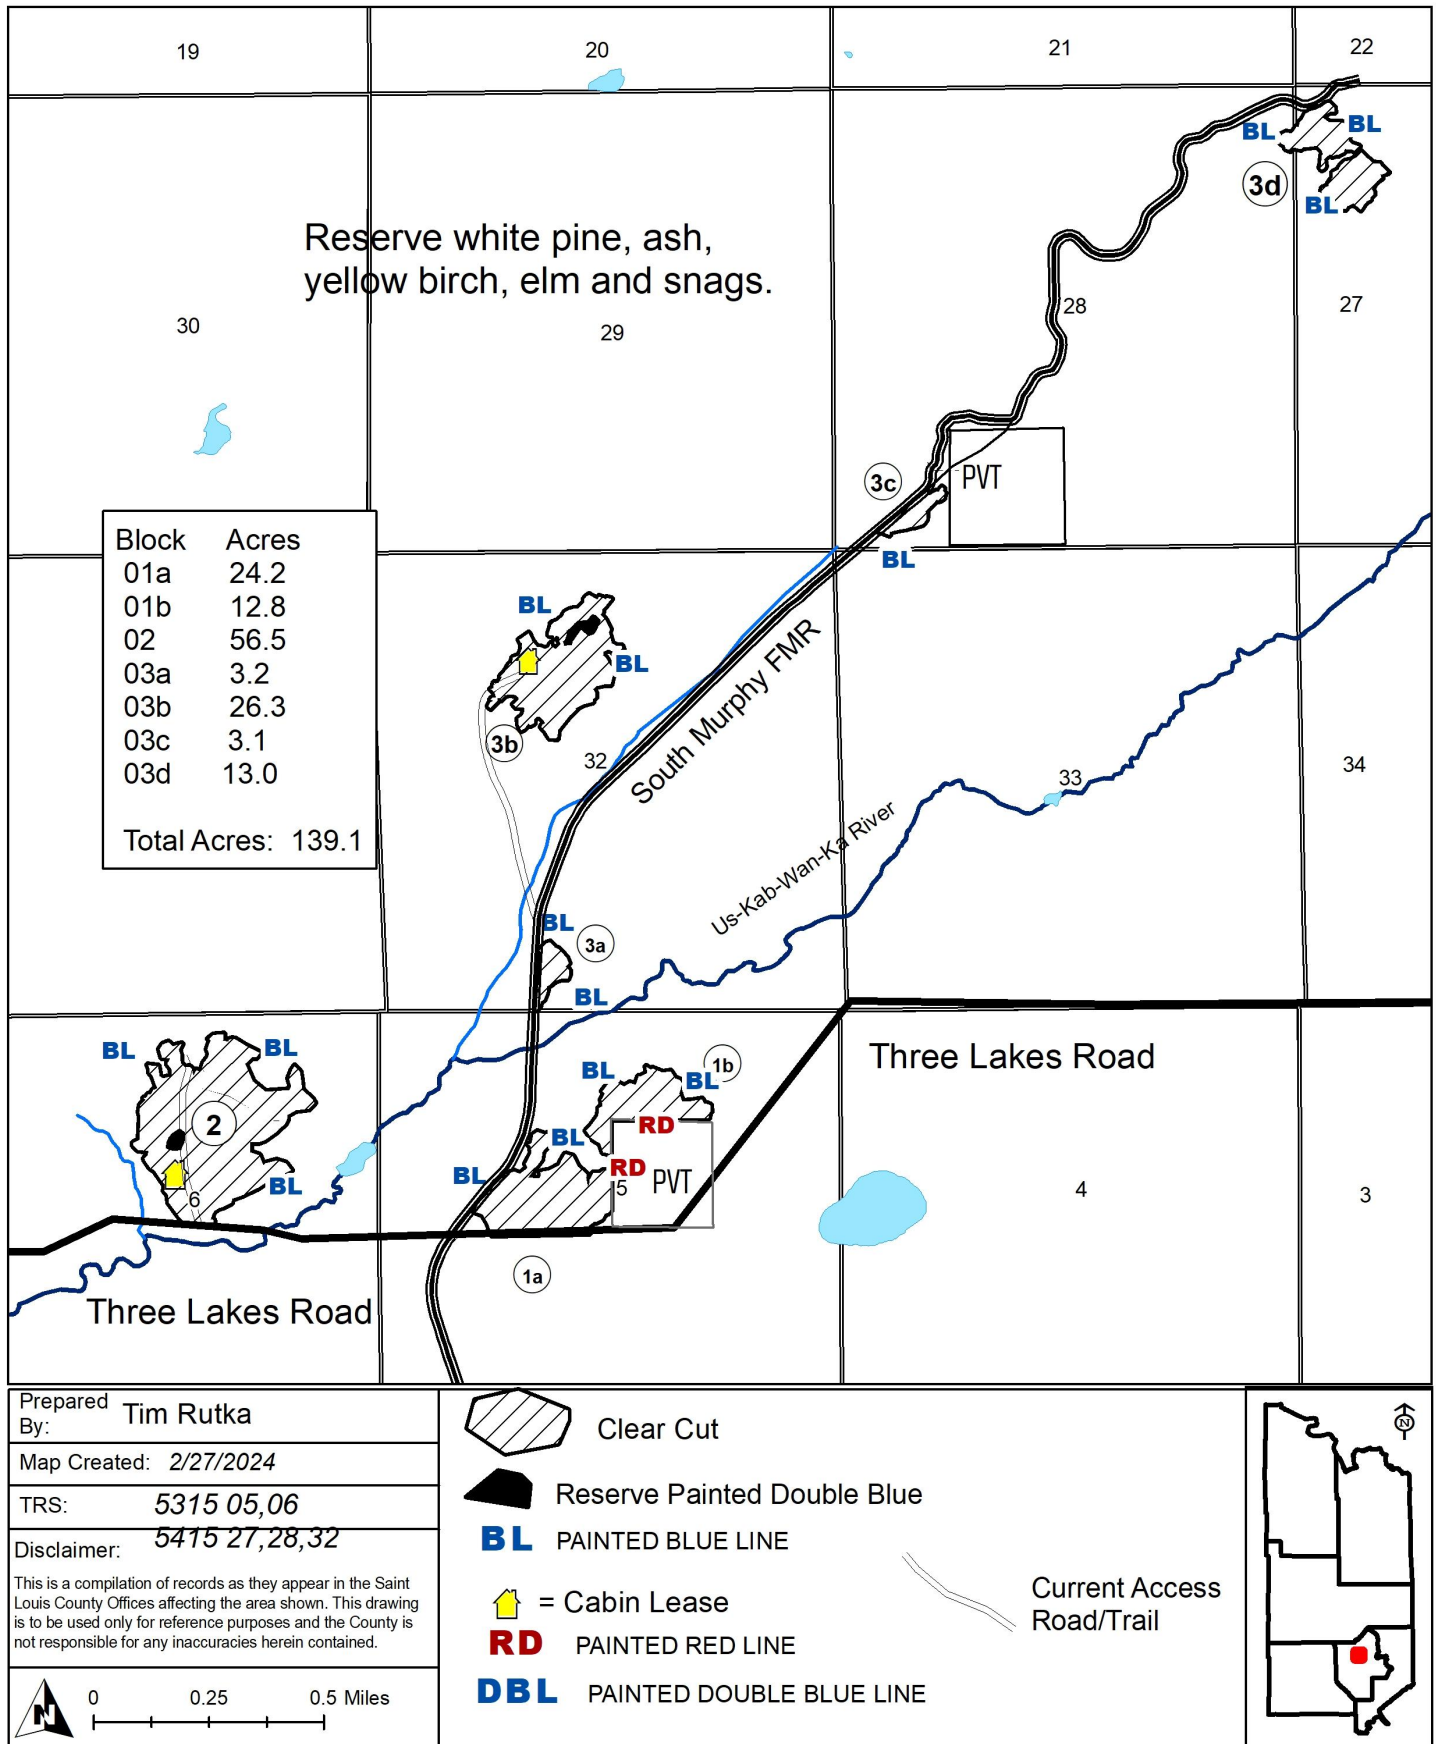 19
20
21
22
BL
BL
3d
BL
Reserve white pine, ash,
yellow birch, elm and snags.
30
29
28
27
3c
PVT
BL
Block Acres
01a 24.2
01b 12.8
02 56.5
03a 3.2
03b 26.3
03c 3.1
03d 13.0
Total Acres: 139.1
BL
BL
3b
32
South Murphy FMR
33
34
Us-Kab-Wan-Ka River
BL
3a
BL
BL
BL
2
BL
6
BL
BL
1b
RD
BL
RD
BL
5
PVT
Three Lakes Road
4
3
1a
Three Lakes Road
Prepared
By:
Tim Rutka
Map Created: 2/27/2024
TRS: 5315 05,06
5415 27,28,32
Disclaimer:
This is a compilation of records as they appear in the Saint
Louis County Offices affecting the area shown. This drawing
is to be used only for reference purposes and the County is
not responsible for any inaccuracies herein contained.
N
0 0.25 0.5 Miles
Clear Cut
Reserve Painted Double Blue
BL PAINTED BLUE LINE
= Cabin Lease
RD PAINTED RED LINE
DBL PAINTED DOUBLE BLUE LINE
Current Access
Road/Trail
N